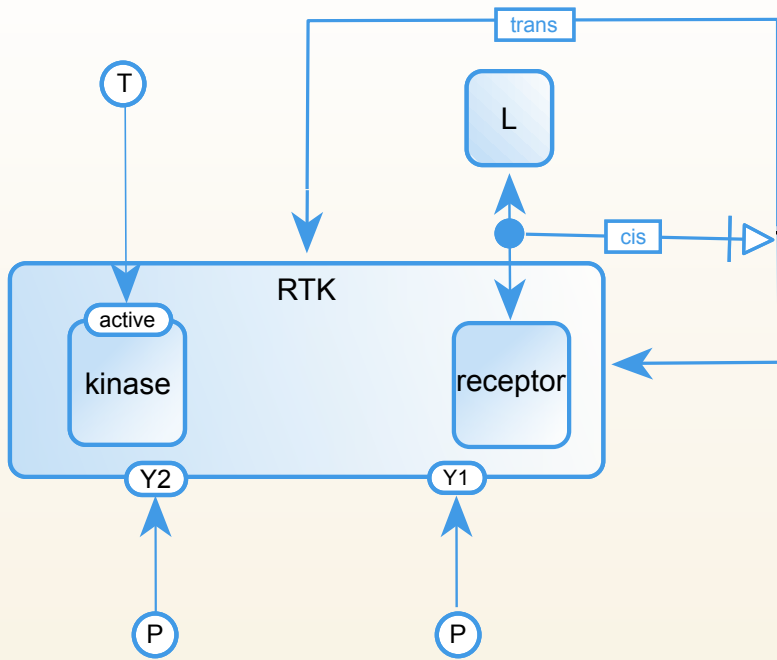 trans
T
L
cis
RTK
active
kinase
receptor
Y2
Y1
P
P